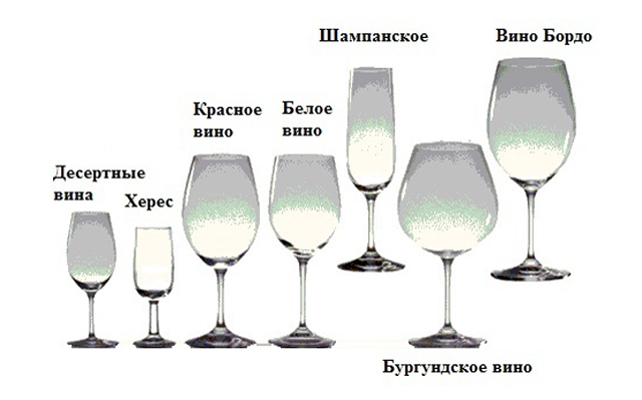 Шампанское
Вино Бордо
Красное
вино
Белое
вино
Десертные
вина
Херес
Бургундское вино